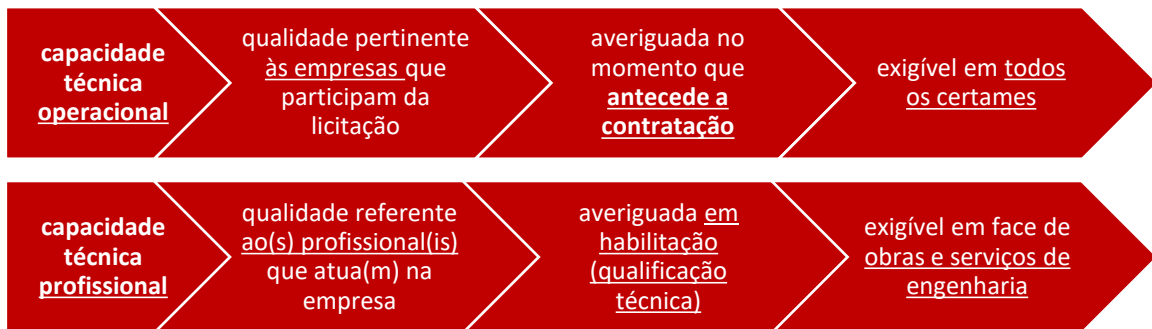 capacidade
técnica
operacional
qualidade pertinente
às empresas que
participam da
licitação
averiguada no
momento que
antecede a
contratação
exigível em todos
os certames
capacidade
técnica
profissional
qualidade referente
ao(s) profissional(is)
que atua(m) na
empresa
averiguada em
habilitação
(qualificação
técnica)
exigível em face de
obras e serviços de
engenharia